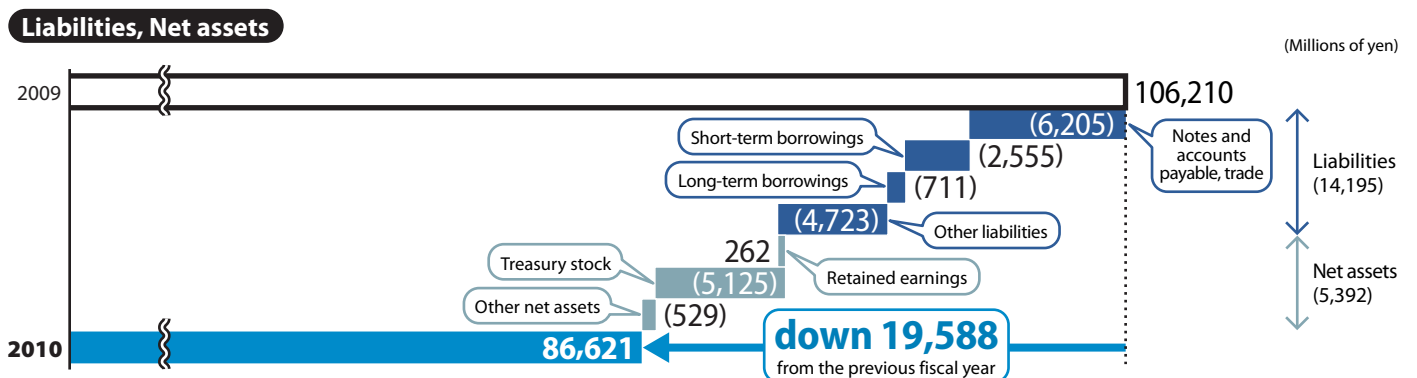 Liabilities, Net assets
(Millions of yen)
2009
106,210
(6,205)
Notes and
accounts
payable, trade
Short-term borrowings
(2,555)
Long-term borrowings
(711)
Liabilities
(14,195)
(4,723)
Other liabilities
262
Retained earnings
Treasury stock
(5,125)
Net assets
(5,392)
Other net assets
(529)
2010
86,621
down 19,588
from the previous fiscal year